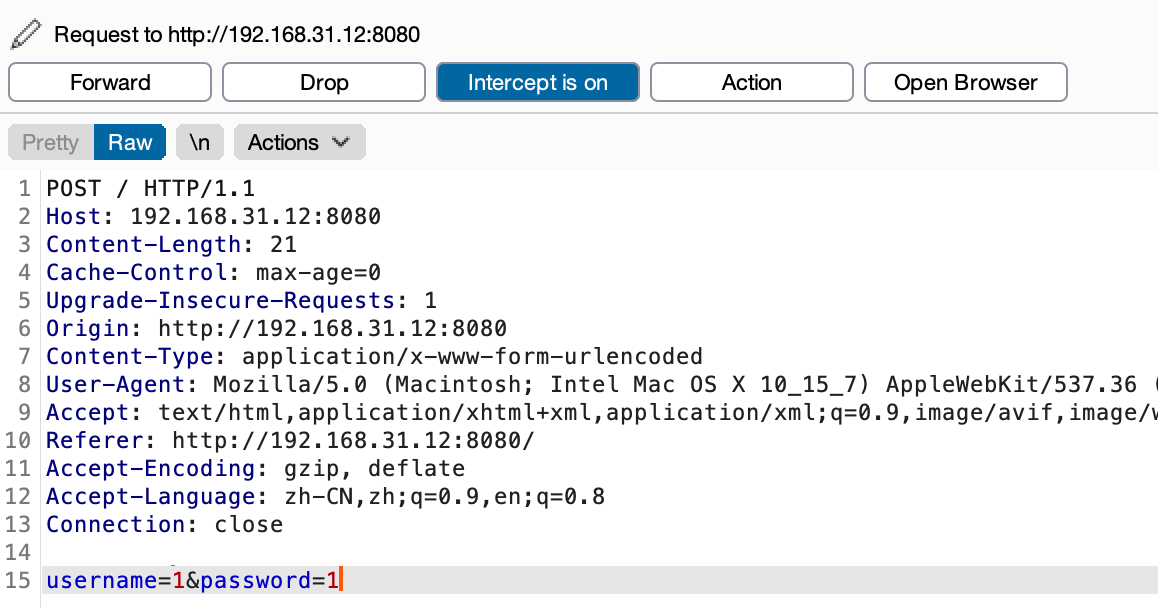 Request to http://192.168.31.12:8080
Forward Drop Intercept is on Action Open Browser
Pretty Raw \n Actions
1 POST / HTTP/1.1
2 Host: 192.168.31.12:8080
3 Content-Length: 21
4 Cache-Control: max-age=0
5 Upgrade-Insecure-Requests: 1
6 Origin: http://192.168.31.12:8080
7 Content-Type: application/x-www-form-urlencoded
8 User-Agent: Mozilla/5.0 (Macintosh; Intel Mac OS X 10_15_7) AppleWebKit/537.36 (
9 Accept: text/html,application/xhtml+xml,application/xml;q=0.9,image/avif,image/
10 Referer: http://192.168.31.12:8080/
11 Accept-Encoding: gzip, deflate
12 Accept-Language: zh-CN,zh;q=0.9,en;q=0.8
13 Connection: close
14
15 username=1&password=1